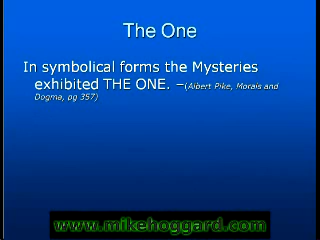 The One
In symbolical forms the Mysteries
exhibited THE ONE. –(Albert Pike, Morals and
Dogma, pg 357)
www.mikehoggard.com